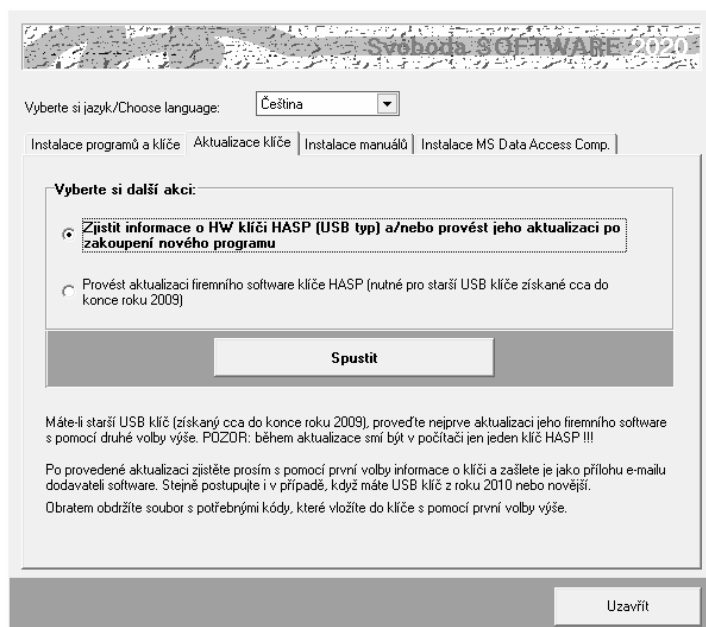 Svoboda SOFTWARE 2020
Vyberte si jazyk/Choose language:
Čeština
Instalace programů a klíče
Aktualizace klíče
Instalace manuálů
Instalace MS Data Access Comp.
Vyberte si další akci:
Zjistit informace o HW klíči HASP (USB typ) a/nebo provést jeho aktualizaci po
zakoupení nového programu
Provést aktualizaci firemního software klíče HASP (nutné pro starší USB klíče získané cca do
konce roku 2009)
Spustit
Máte-li starší USB klíč (získaný cca do konce roku 2009), proveďte nejprve aktualizaci jeho firemního software
s pomocí druhé volby výše. POZOR: během aktualizace smí být v počítači jen jeden klíč HASP !!!
Po provedené aktualizaci zjistěte prosím s pomocí první volby informace o klíči a zašlete je jako přílohu e-mailu
dodavateli software. Stejně postupujte i v případě, když máte USB klíč z roku 2010 nebo novější.
Obratem obdržíte soubor s potřebnými kódy, které vložíte do klíče s pomocí první volby výše.
Uzavřít